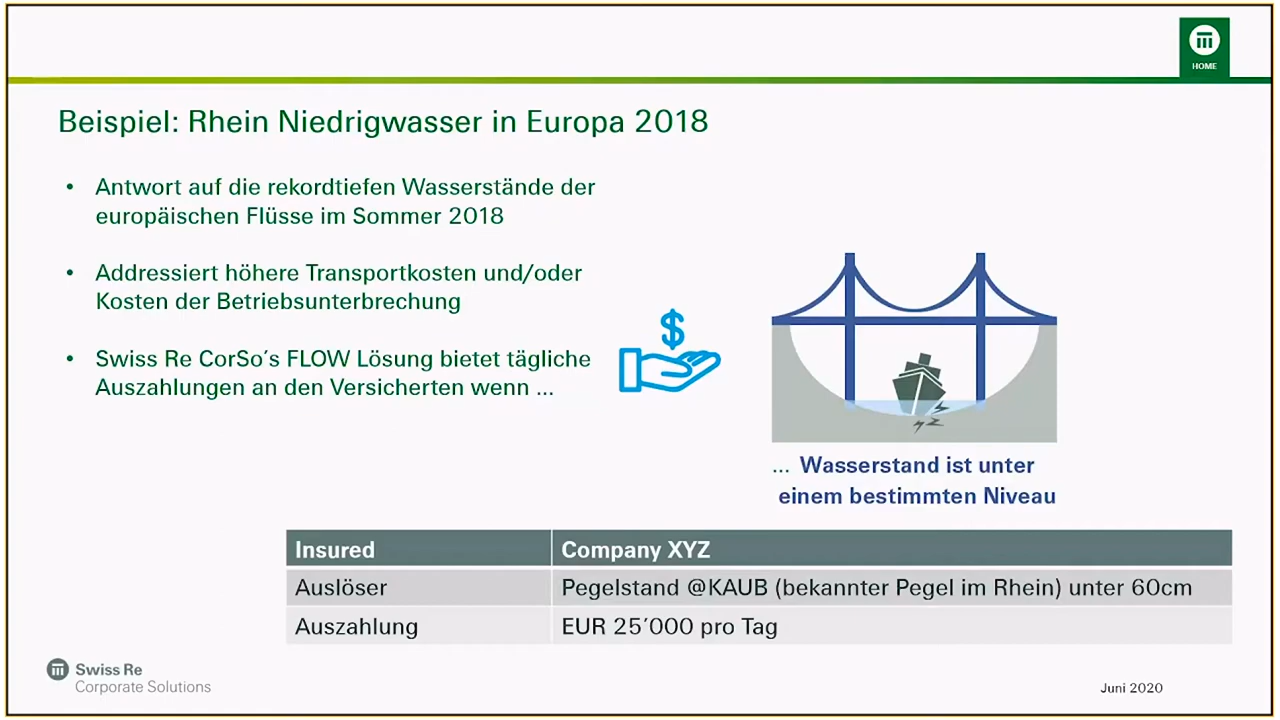 HOME
Beispiel: Rhein Niedrigwasser in Europa 2018
• Antwort auf die rekordtiefen Wasserstände der
europäischen Flüsse im Sommer 2018
• Addressiert höhere Transportkosten und/oder
Kosten der Betriebsunterbrechung
• Swiss Re CorSo´s FLOW Lösung bietet tägliche
Auszahlungen an den Versicherten wenn ...
$
... Wasserstand ist unter
einem bestimmten Niveau
Insured Company XYZ
Auslöser Pegelstand @KAUB (bekannter Pegel im Rhein) unter 60cm
Auszahlung EUR 25´000 pro Tag
Swiss Re
Corporate Solutions
Juni 2020